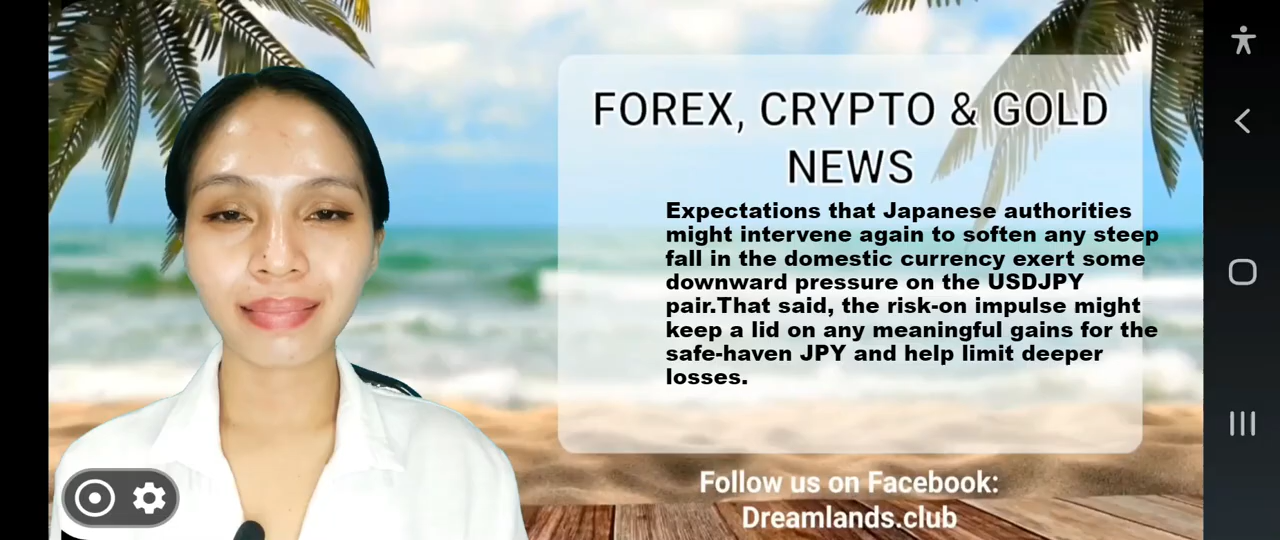 FOREX, CRYPTO & GOLD
NEWS
Expectations that Japanese authorities
might intervene again to soften any steep
fall in the domestic currency exert some
downward pressure on the USDJPY
pair.That said, the risk-on impulse might
keep a lid on any meaningful gains for the
safe-haven JPY and help limit deeper
losses.
Follow us on Facebook:
Dreamlands.club